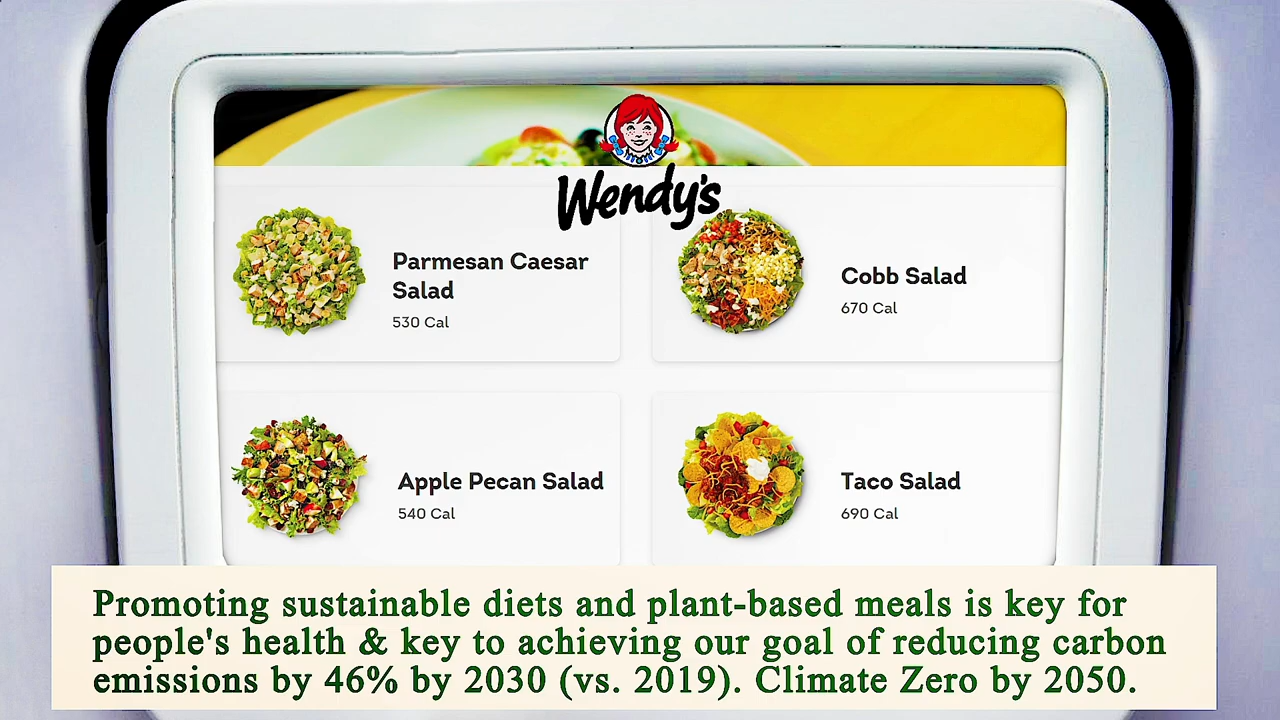 Wendy's
Parmesan Caesar
Salad
530 Cal
Cobb Salad
670 Cal
Apple Pecan Salad
540 Cal
Taco Salad
690 Cal
Promoting sustainable diets and plant-based meals is key for
people's health & key to achieving our goal of reducing carbon
emissions by 46% by 2030 (vs. 2019). Climate Zero by 2050.